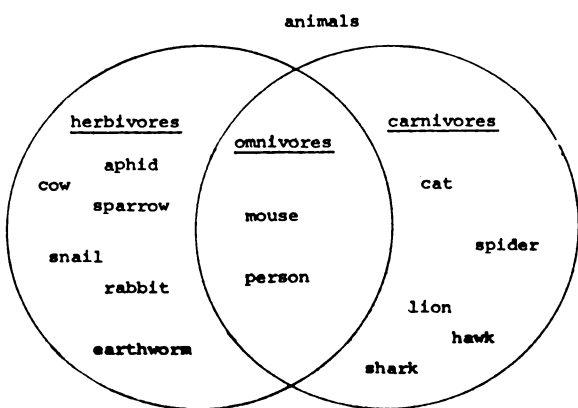 animals
herbivores
aphid
cow
sparrow
snail
rabbit
earthworm
omnivores
mouse
person
carnivores
cat
spider
lion
hawk
shark